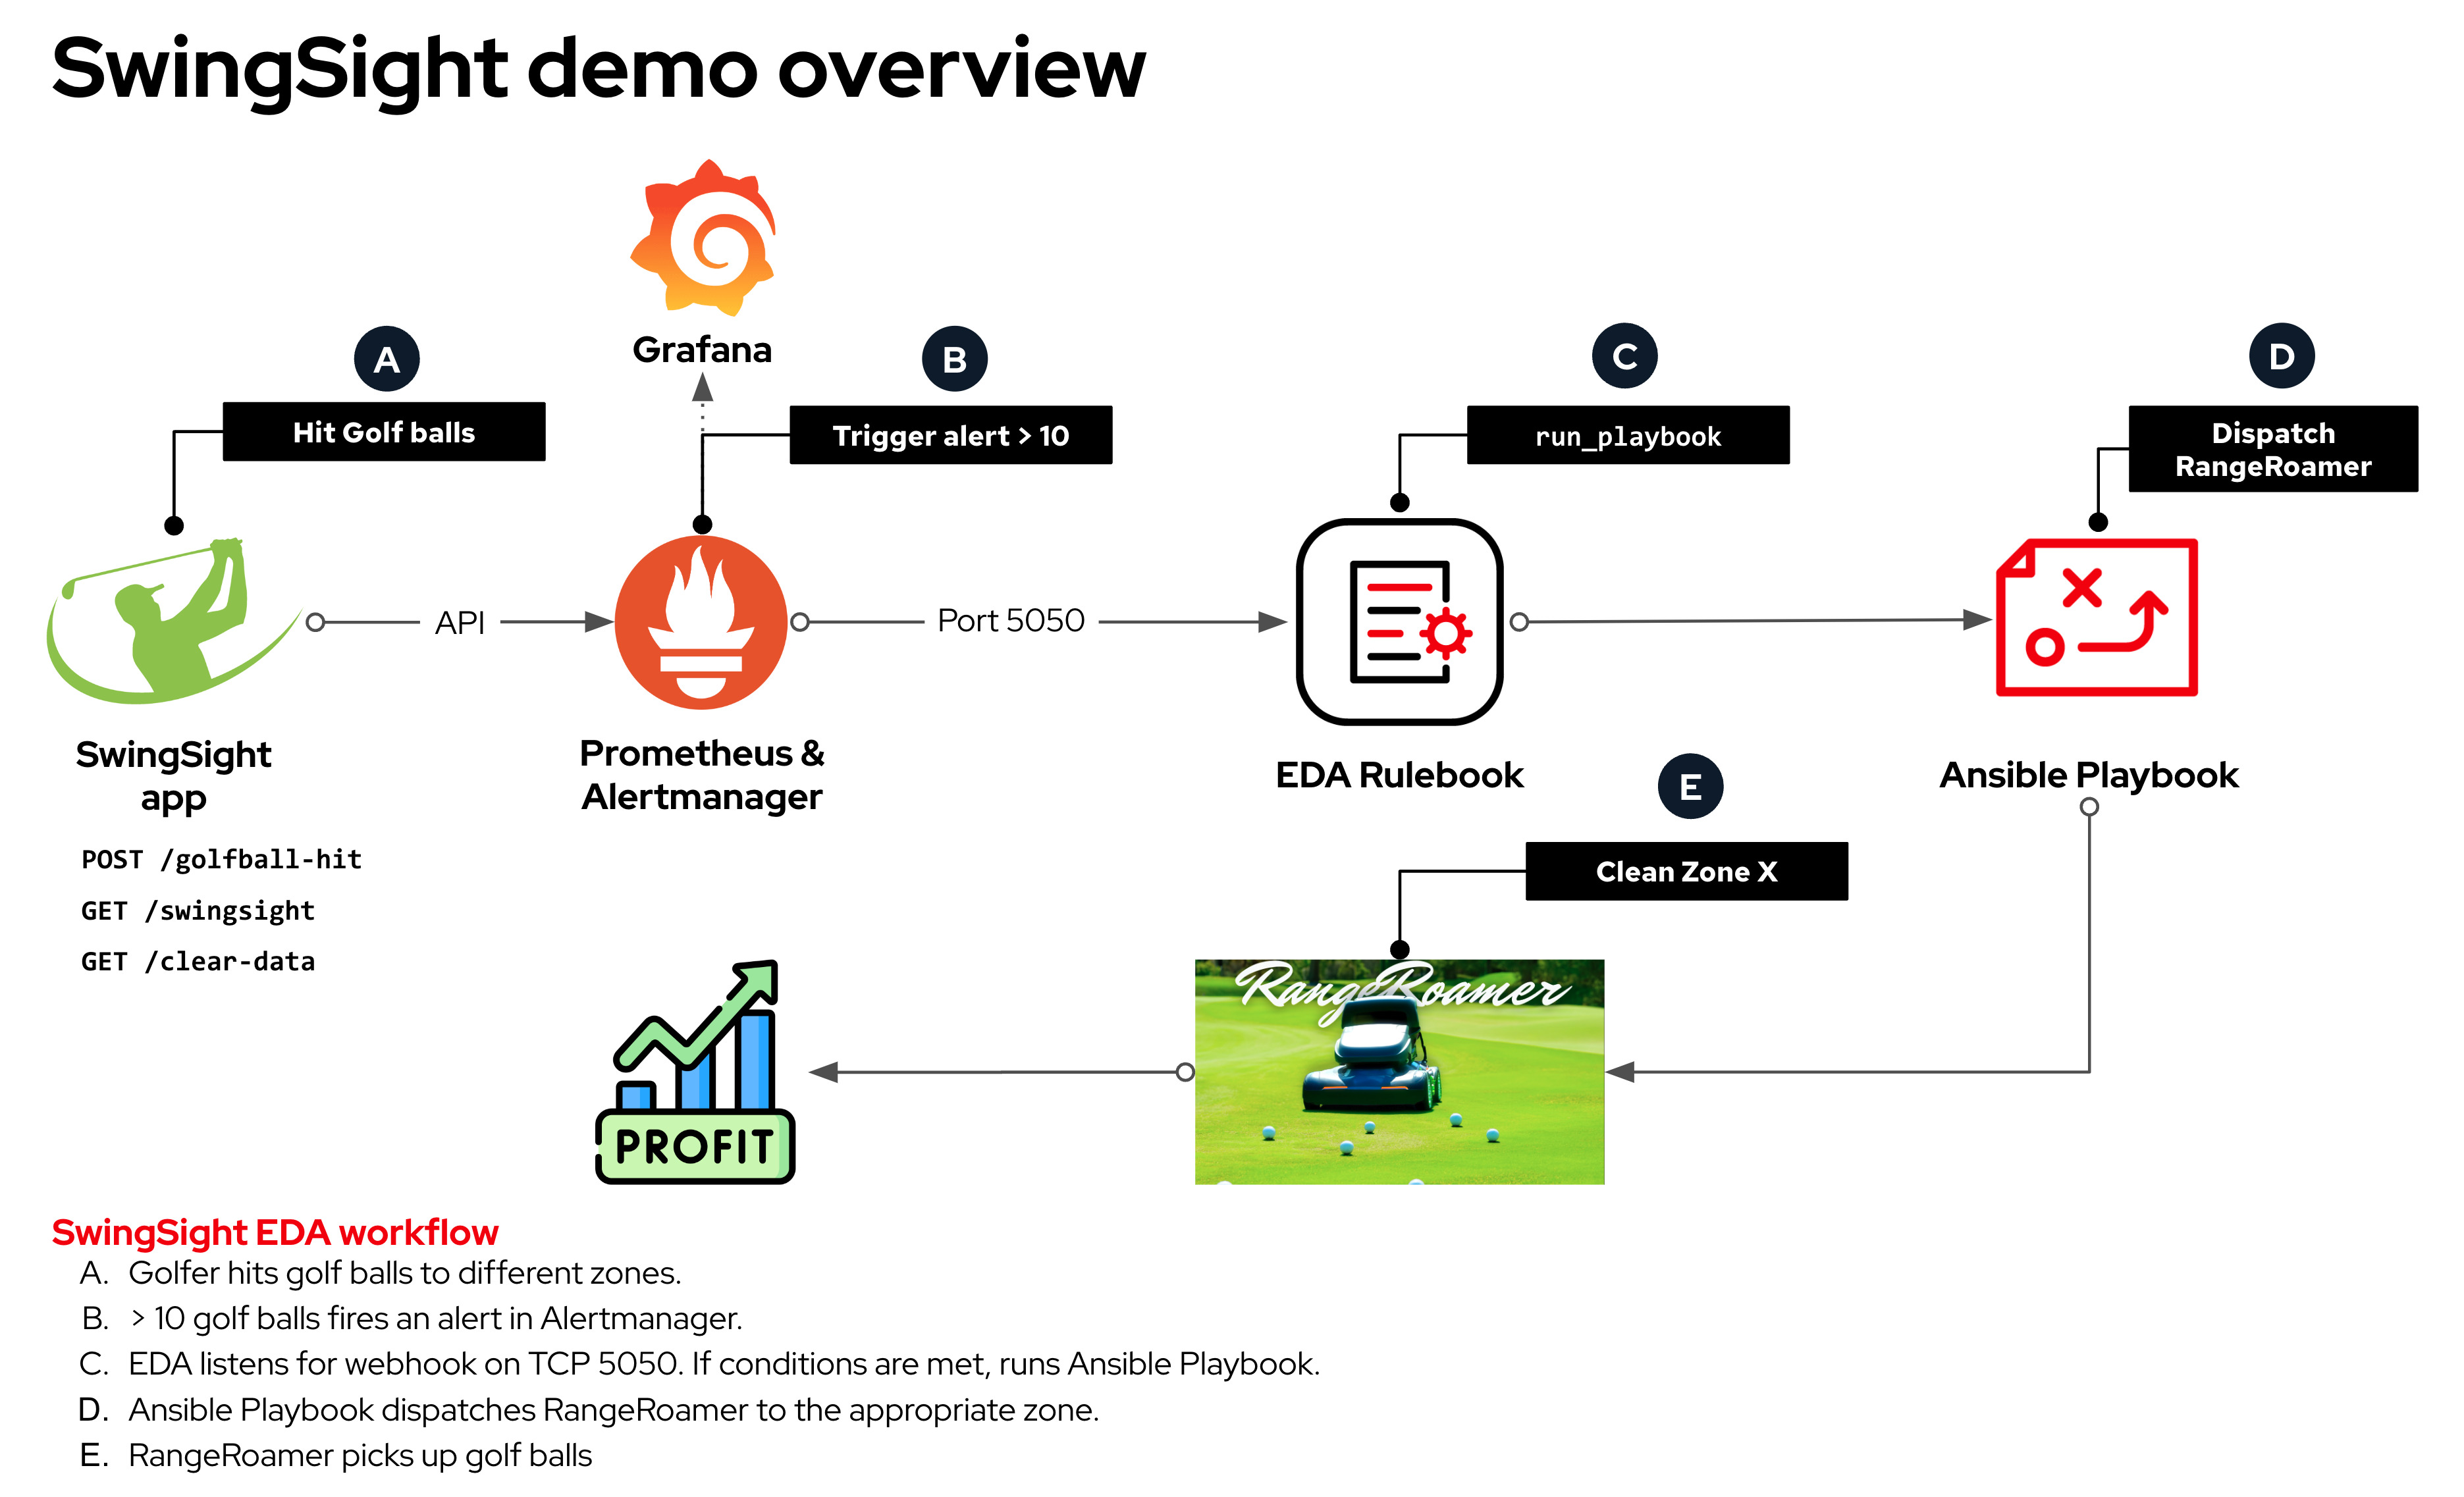 SwingSight demo overview
Grafana
A
B
C
D
Hit Golf balls
Trigger alert > 10
run_playbook
Dispatch
RangeRoamer
API
Port 5050
SwingSight
app
Prometheus &
Alertmanager
EDA Rulebook
Ansible Playbook
E
Clean Zone X
POST /golfball-hit
GET /swingsight
GET /clear-data
RangeRoamer
PROFIT
SwingSight EDA workflow
A. Golfer hits golf balls to different zones.
B. > 10 golf balls fires an alert in Alertmanager.
C. EDA listens for webhook on TCP 5050. If conditions are met, runs Ansible Playbook.
D. Ansible Playbook dispatches RangeRoamer to the appropriate zone.
E. RangeRoamer picks up golf balls